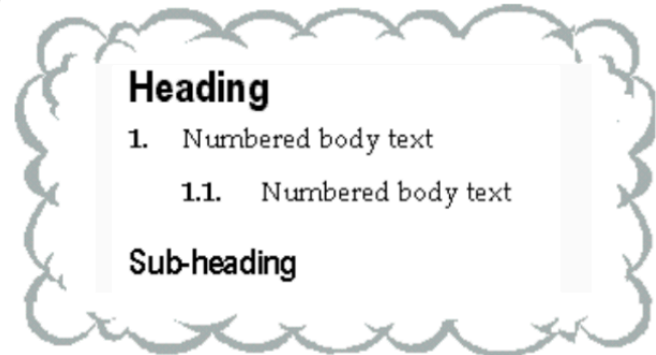 Heading
1. Numbered body text
1.1. Numbered body text
Sub-heading